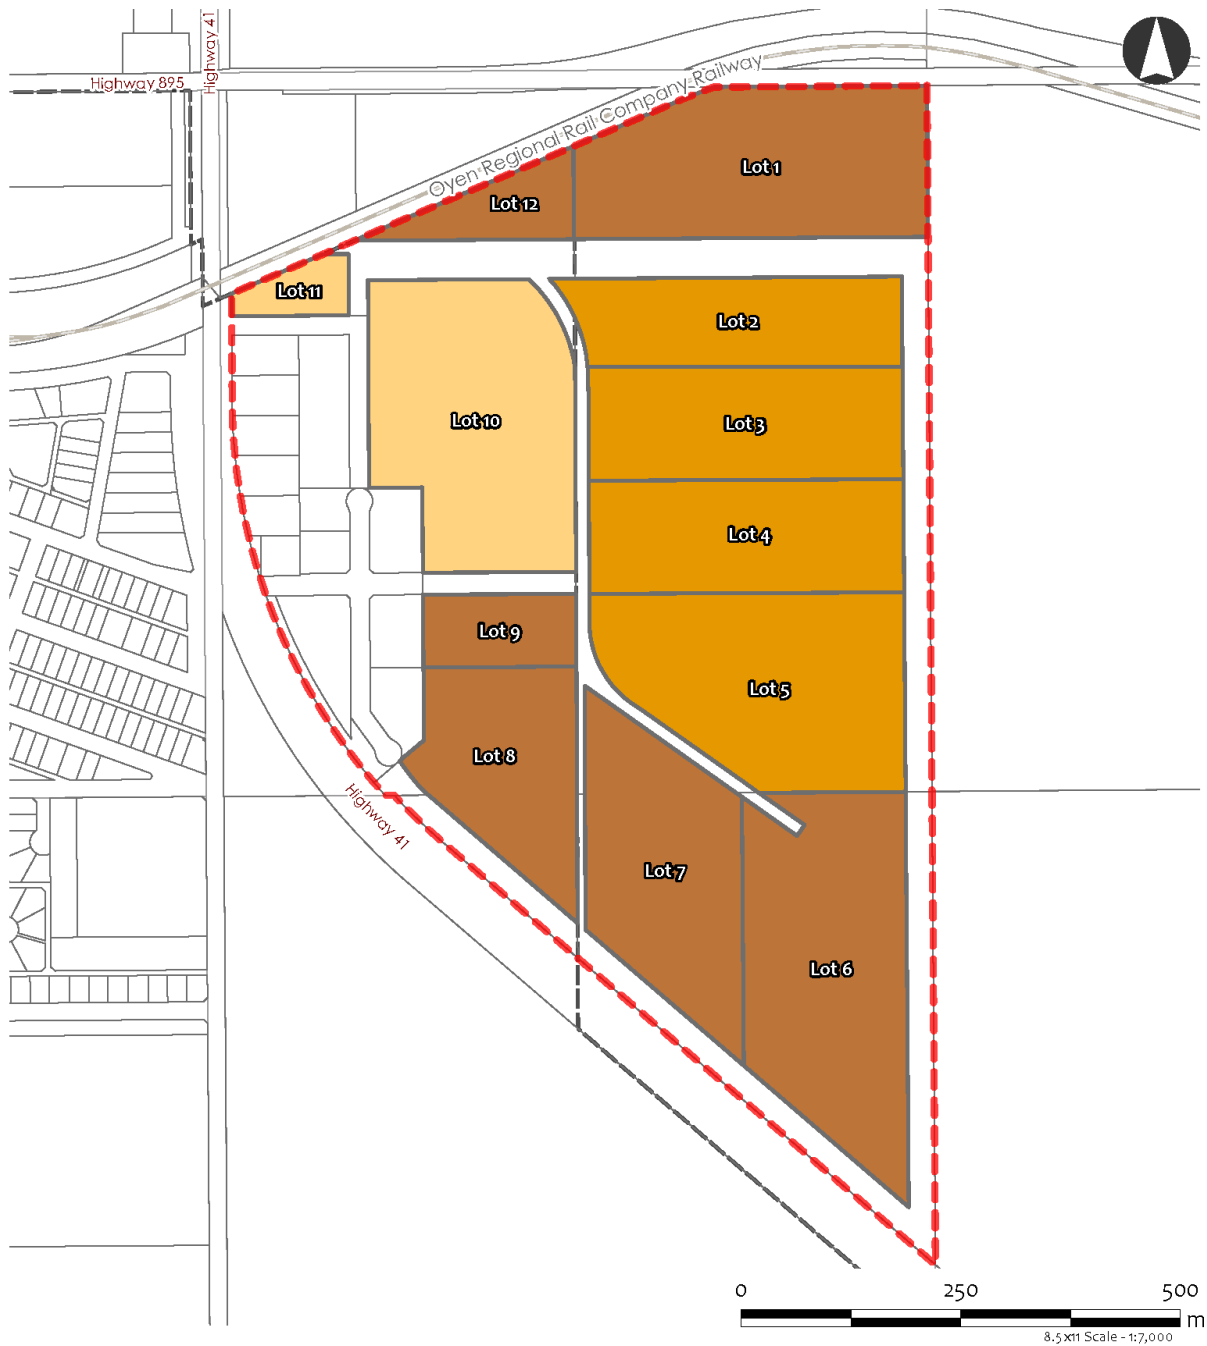 Highway 41
Highway 895
Oyen Regional Rail Company Railway
Lot 1
Lot 12
Lot 11
Lot 2
Lot 10
Lot 3
Lot 4
Lot 9
Lot 5
Lot 8
Highway 41
Lot 7
Lot 6
0 250 500
m
8.5x11 Scale - 1:7,000